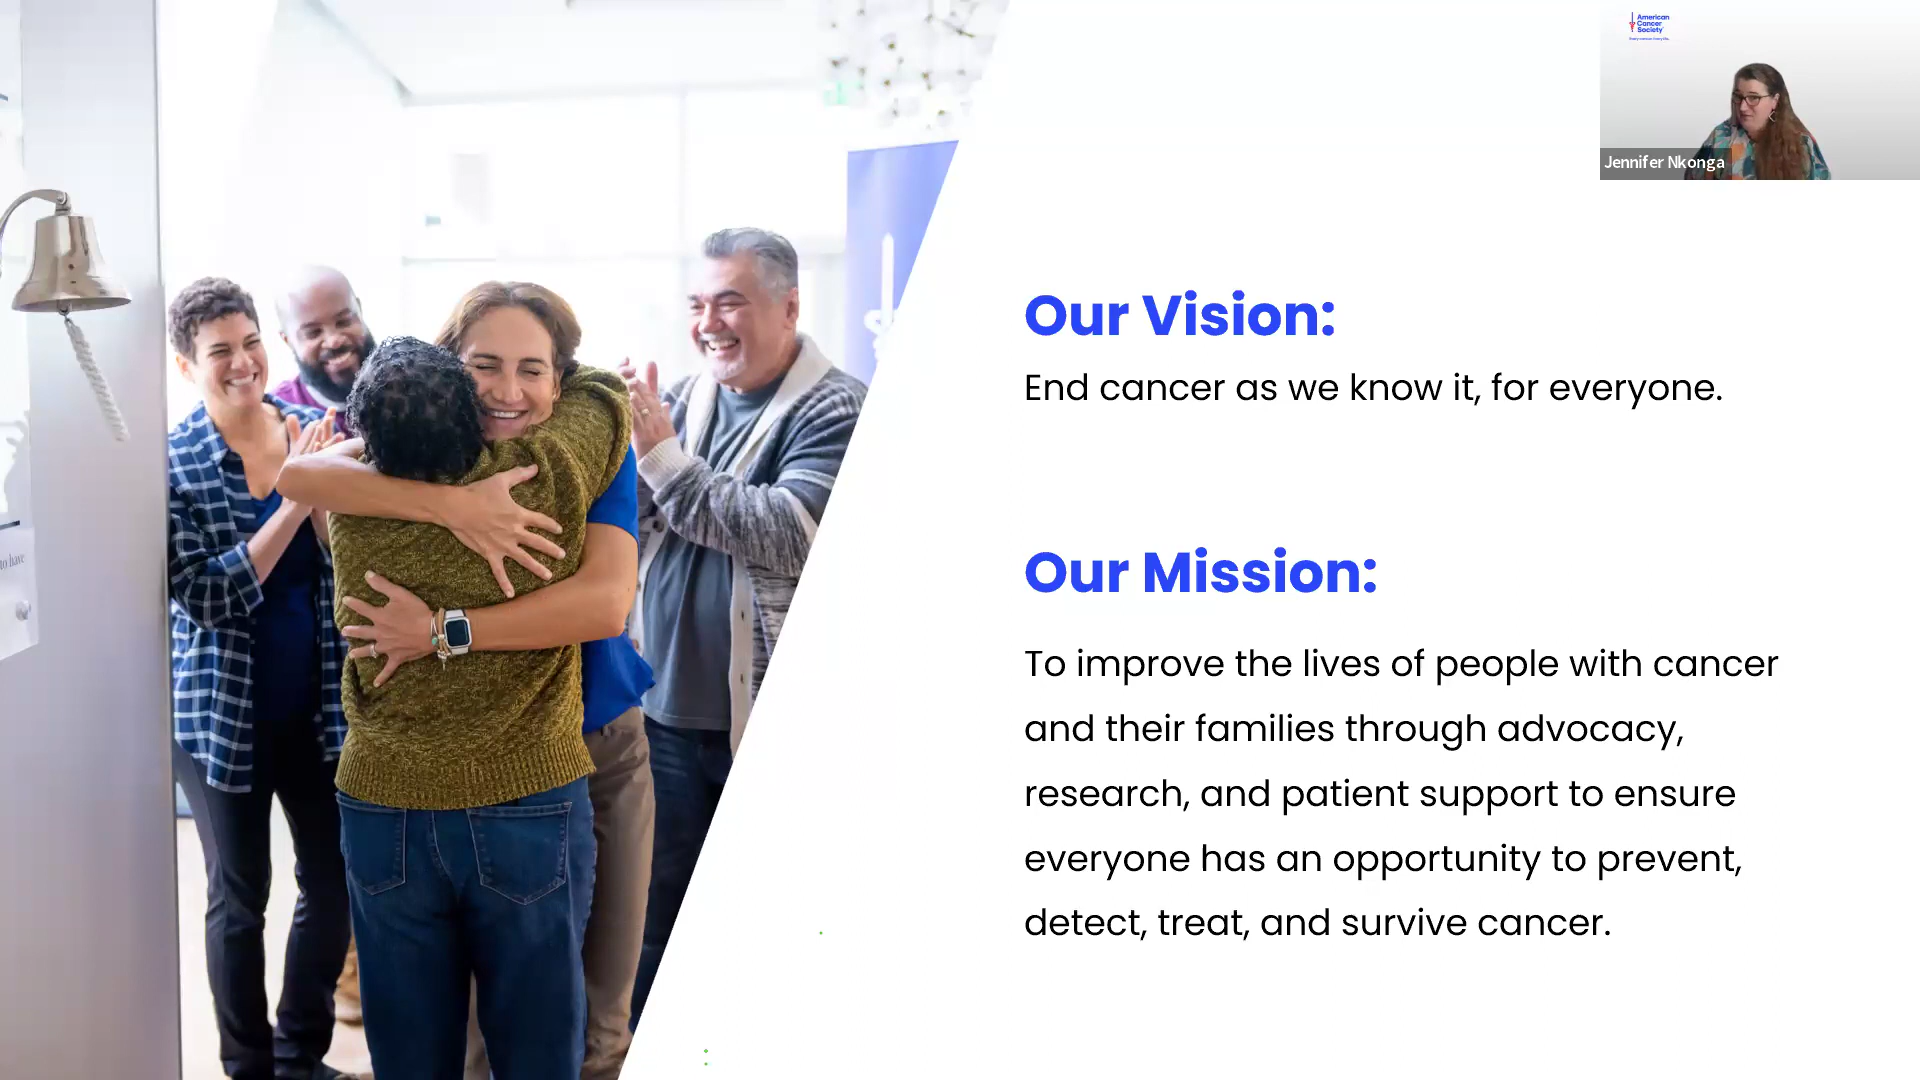 American
Cancer
Society
Jennifer Nkonga
Our Vision:
End cancer as we know it, for everyone.
to have
Our Mission:
To improve the lives of people with cancer
and their families through advocacy,
research, and patient support to ensure
everyone has an opportunity to prevent,
detect, treat, and survive cancer.